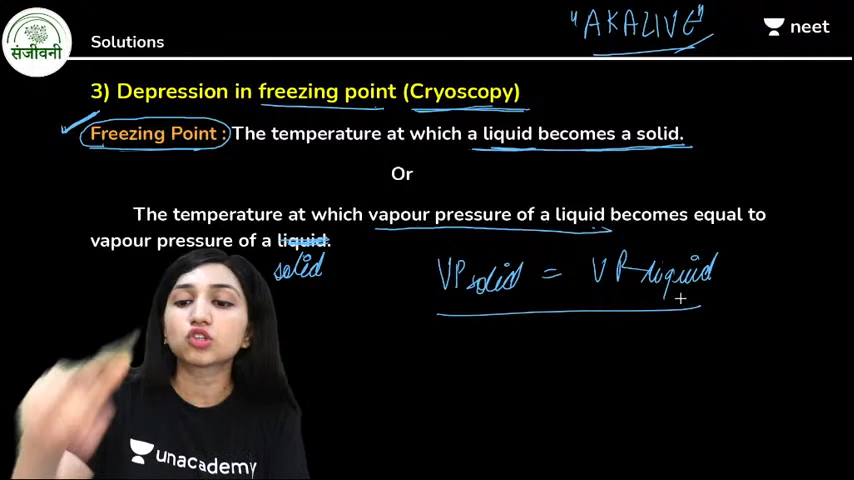 "AKALIVE"
neet
संजीवनी
Solutions
3) Depression in freezing point (Cryoscopy)
Freezing Point : The temperature at which a liquid becomes a solid.
Or
The temperature at which vapour pressure of a liquid becomes equal to
vapour pressure of a liquid.
solid
VP solid = VP liquid
unacademy